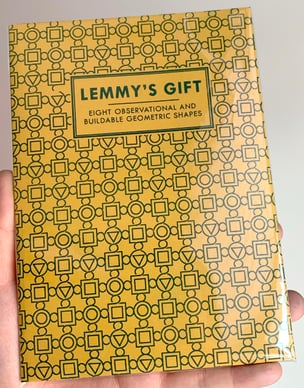 LEMMY'S GIFT
EIGHT OBSERVATIONAL AND
BUILDABLE GEOMETRIC SHAPES